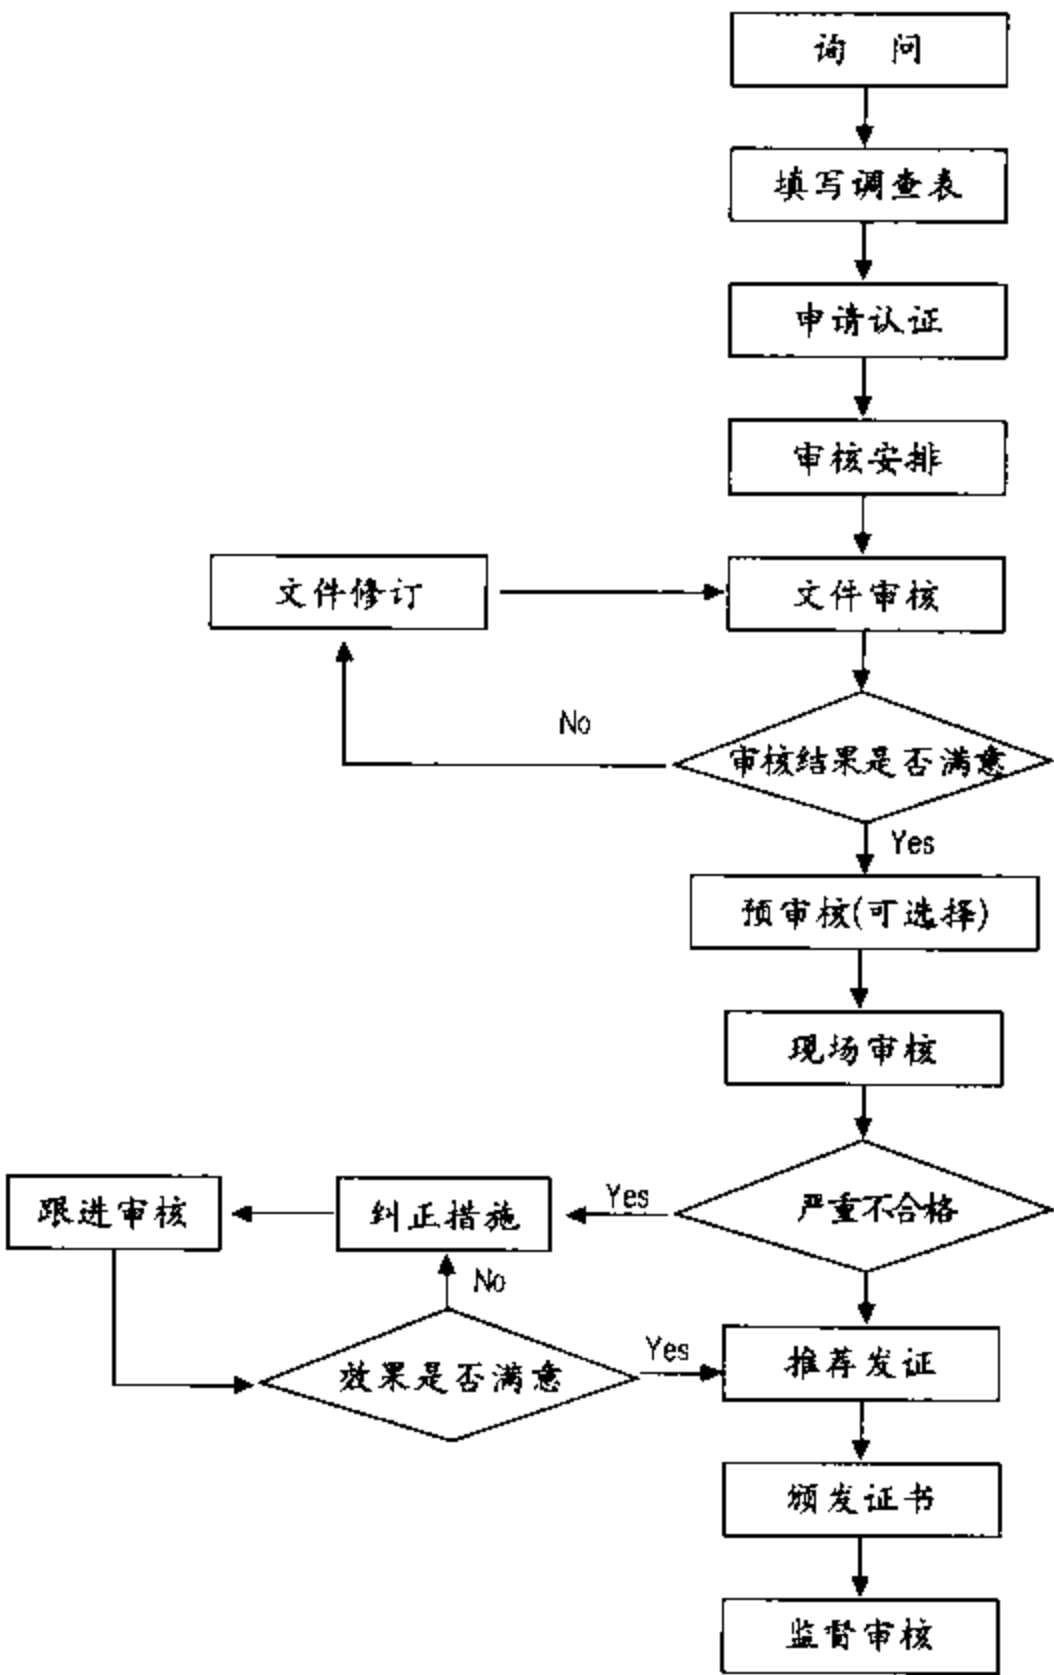 询 问
填写调查表
申请认证
审核安排
文件修订
文件审核
No
审核结果是否满意
Yes
预审核(可选择)
现场审核
跟进审核
纠正措施
Yes
严重不合格
No
效果是否满意
Yes
推荐发证
颁发证书
监督审核